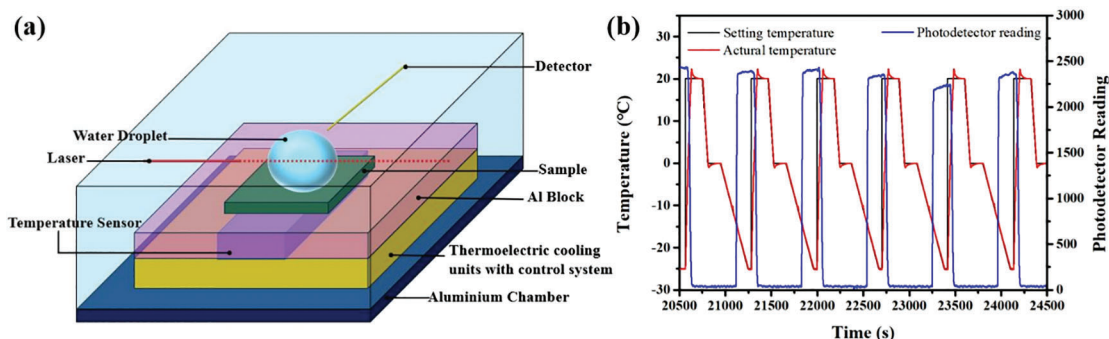 (a)
Detector
Water Droplet
Laser
Sample
Al Block
Temperature Sensor
Thermoelectric cooling
units with control system
Aluminium Chamber
(b)
Setting temperature
Photodetector reading
Actural temperature
Temperature (°C)
30
20
10
0
-10
-20
-30
3000
2500
2000
1500
1000
500
0
Photodetector Reading
20500 21000 21500 22000 22500 23000 23500 24000 24500
Time (s)